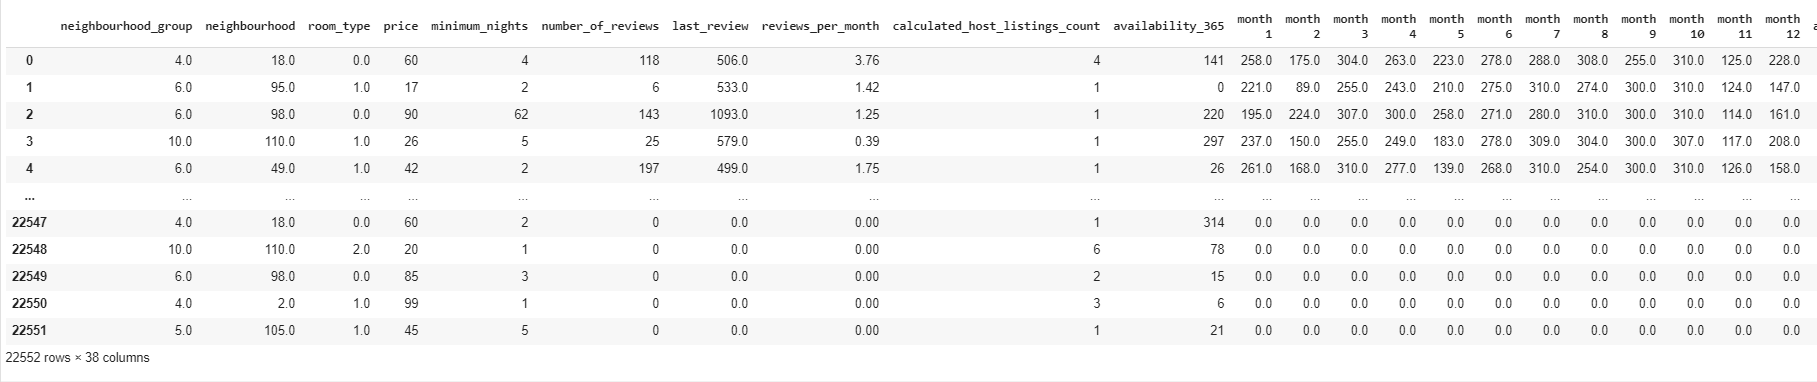 neighbourhood_group neighbourhood room_type price minimum_nights number_of_reviews last_review reviews_per_month calculated_host_listings_count availability_365 month 1 month 2 month 3 month 4 month 5 month 6 month 7 month 8 month 9 month 10 month 11 month 12
0 4.0 18.0 0.0 60 4 118 506.0 3.76 4 141 258.0 175.0 304.0 263.0 223.0 278.0 288.0 308.0 255.0 310.0 125.0 228.0
1 6.0 95.0 1.0 17 2 6 533.0 1.42 1 0 221.0 89.0 255.0 243.0 210.0 275.0 310.0 274.0 300.0 310.0 124.0 147.0
2 6.0 98.0 0.0 90 62 143 1093.0 1.25 1 220 195.0 224.0 307.0 300.0 258.0 271.0 280.0 310.0 300.0 310.0 114.0 161.0
3 10.0 110.0 1.0 26 5 25 579.0 0.39 1 297 237.0 150.0 255.0 249.0 183.0 278.0 309.0 304.0 300.0 307.0 117.0 208.0
4 6.0 49.0 1.0 42 2 197 499.0 1.75 1 26 261.0 168.0 310.0 277.0 139.0 268.0 310.0 254.0 300.0 310.0 126.0 158.0
... ... ... ... ... ... ... ... ... ... ... ... ... ... ... ... ... ... ... ... ... ... ...
22547 4.0 18.0 0.0 60 2 0 0.0 0.00 1 314 0.0 0.0 0.0 0.0 0.0 0.0 0.0 0.0 0.0 0.0 0.0 0.0
22548 10.0 110.0 2.0 20 1 0 0.0 0.00 6 78 0.0 0.0 0.0 0.0 0.0 0.0 0.0 0.0 0.0 0.0 0.0 0.0
22549 6.0 98.0 0.0 85 3 0 0.0 0.00 2 15 0.0 0.0 0.0 0.0 0.0 0.0 0.0 0.0 0.0 0.0 0.0 0.0
22550 4.0 2.0 1.0 99 1 0 0.0 0.00 3 6 0.0 0.0 0.0 0.0 0.0 0.0 0.0 0.0 0.0 0.0 0.0 0.0
22551 5.0 105.0 1.0 45 5 0 0.0 0.00 1 21 0.0 0.0 0.0 0.0 0.0 0.0 0.0 0.0 0.0 0.0 0.0 0.0
22552 rows × 38 columns